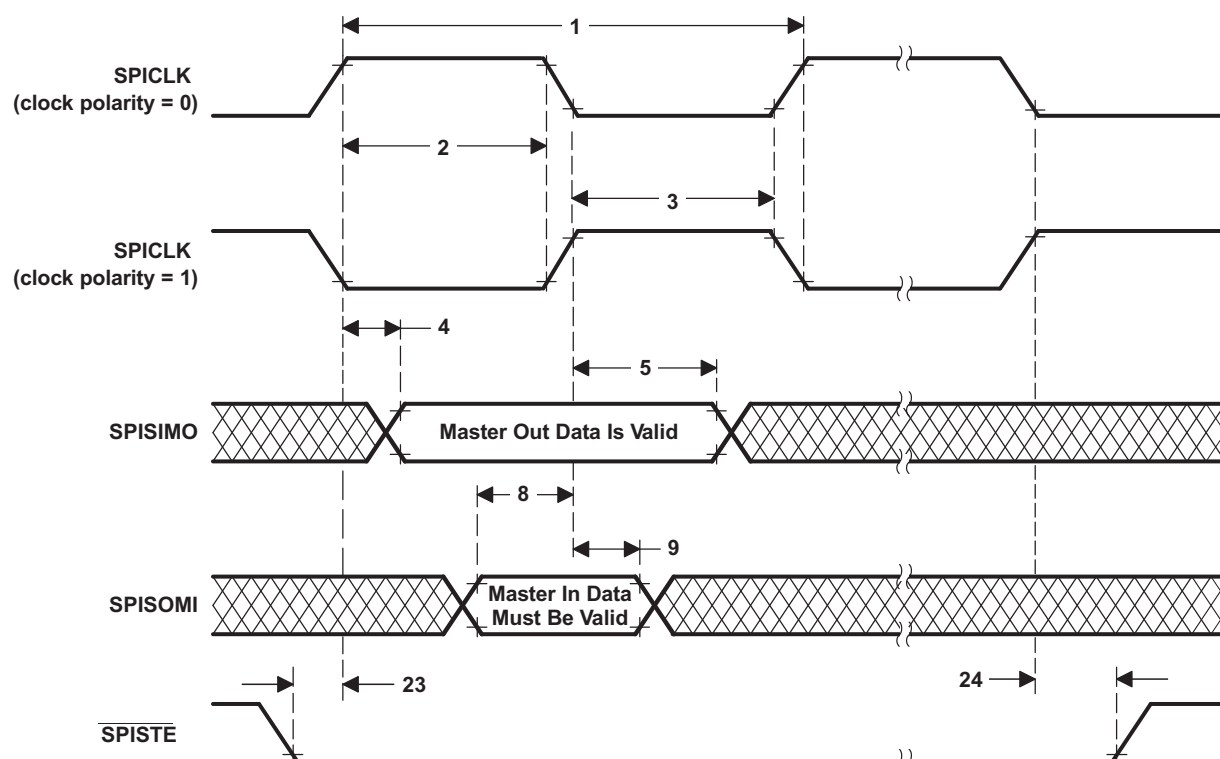 1
SPICLK
(clock polarity = 0)
2
3
SPICLK
(clock polarity = 1)
4
5
SPISIMO
Master Out Data Is Valid
8
9
SPISOMI
Master In Data
Must Be Valid
23
24
SPISTE